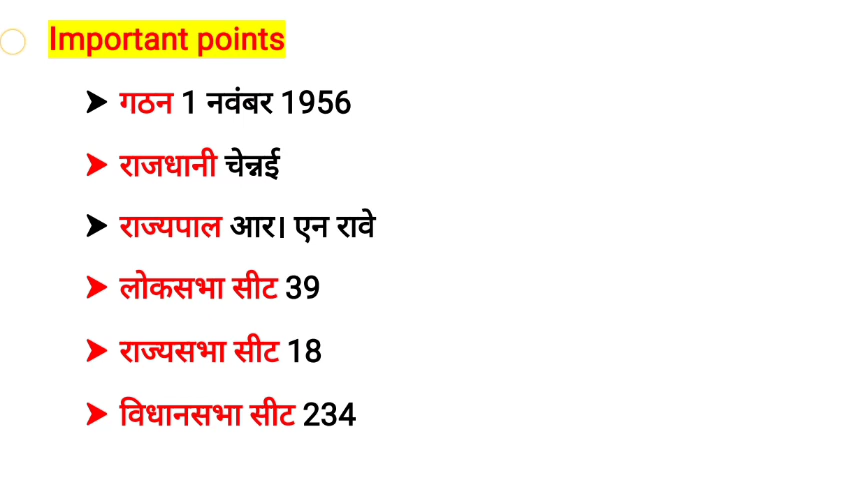 Important points
गठन 1 नवंबर 1956
राजधानी चेन्नई
राज्यपाल आर। एन रावे
लोकसभा सीट 39
राज्यसभा सीट 18
विधानसभा सीट 234